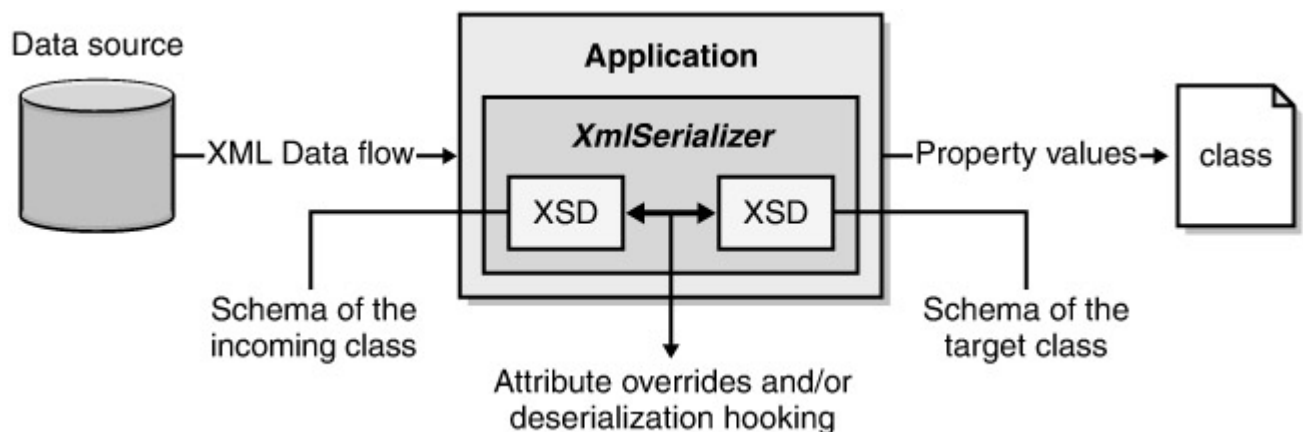 Data source
Application
XmlSerializer
XML Data flow
Property values
class
XSD
XSD
Schema of the
incoming class
Schema of the
target class
Attribute overrides and/or
deserialization hooking